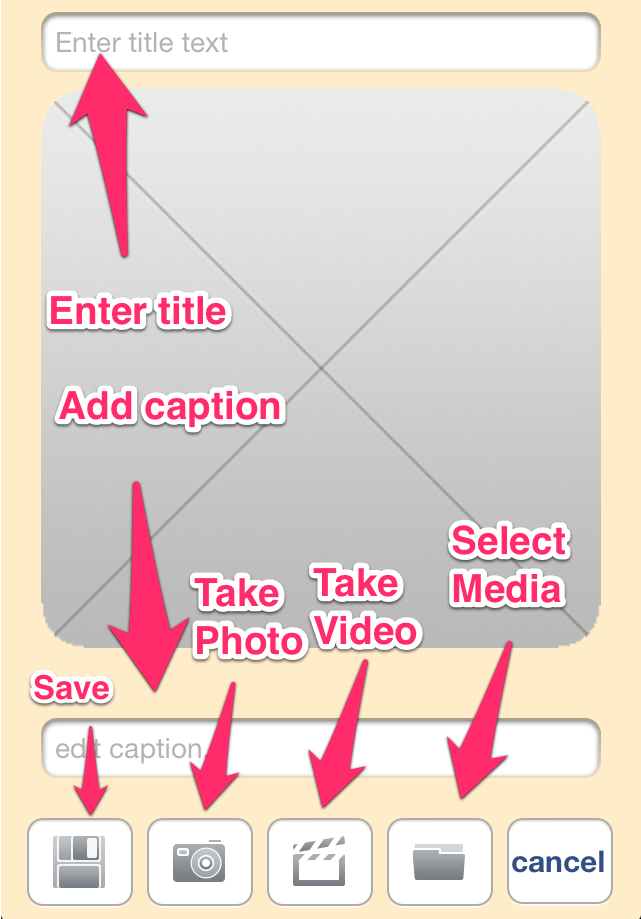 Enter title text
Enter title
Add caption
Select
Media
Take
Photo
Take
Video
Save
edit caption.
cancel